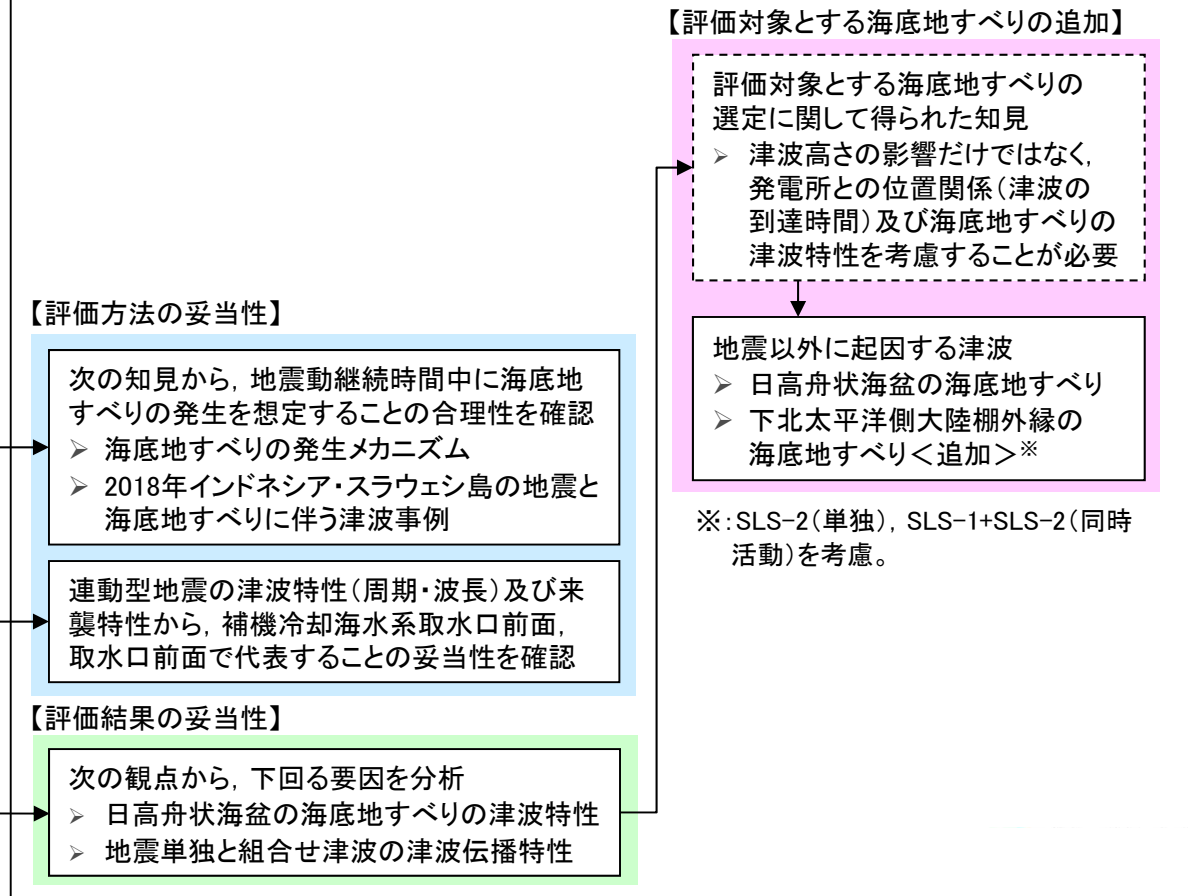 【評価対象とする海底地すべりの追加】
評価対象とする海底地すべりの
選定に関して得られた知見
➢ 津波高さの影響だけではなく,
発電所との位置関係(津波の
到達時間)及び海底地すべりの
津波特性を考慮することが必要
地震以外に起因する津波
➢ 日高舟状海盆の海底地すべり
➢ 下北太平洋側大陸棚外縁の
海底地すべり<追加>※
※:SLS-2(単独), SLS-1+SLS-2(同時
活動)を考慮。
【評価方法の妥当性】
次の知見から, 地震動継続時間中に海底地
すべりの発生を想定することの合理性を確認
➢ 海底地すべりの発生メカニズム
➢ 2018年インドネシア・スラウェシ島の地震と
海底地すべりに伴う津波事例
連動型地震の津波特性(周期・波長)及び来
襲特性から, 補機冷却海水系取水口前面,
取水口前面で代表することの妥当性を確認
【評価結果の妥当性】
次の観点から, 下回る要因を分析
➢ 日高舟状海盆の海底地すべりの津波特性
➢ 地震単独と組合せ津波の津波伝播特性